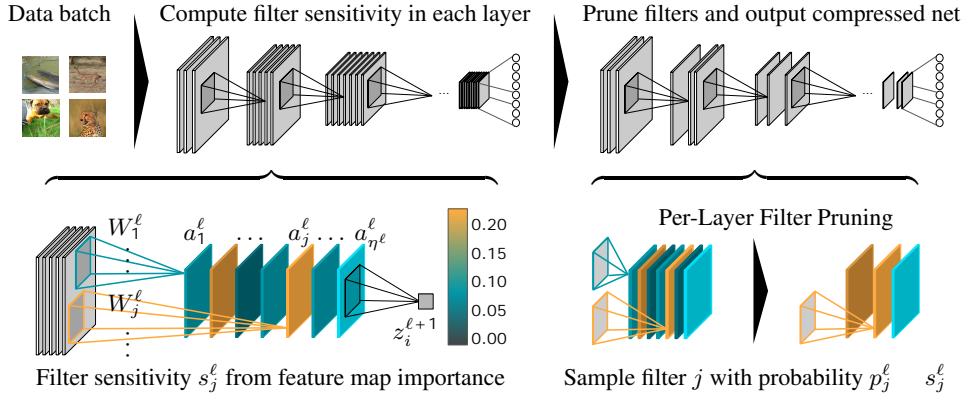 Data batch
Compute filter sensitivity in each layer
Prune filters and output compressed net
...
...
W_1^ℓ
a_1^ℓ
...
a_j^ℓ
...
a_{η^ℓ}^ℓ
0.20
0.15
0.10
0.05
0.00
Per-Layer Filter Pruning
⋮
W_j^ℓ
⋮
z_i^{ℓ+1}
Filter sensitivity s_j^ℓ from feature map importance
Sample filter j with probability p_j^ℓ s_j^ℓ